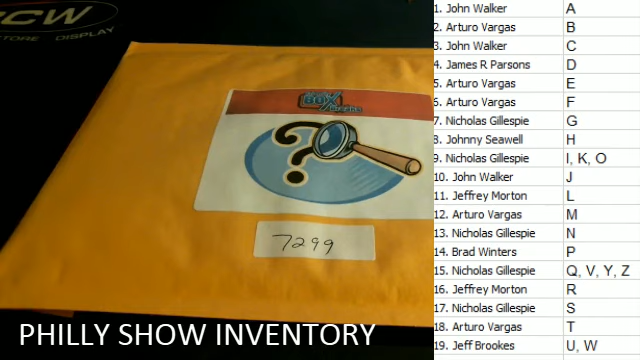 CW
STORE DISPLAY
BOX
7299
PHILLY SHOW INVENTORY
1. John Walker A
2. Arturo Vargas B
3. John Walker C
4. James R Parsons D
5. Arturo Vargas E
6. Arturo Vargas F
7. Nicholas Gillespie G
8. Johnny Seawell H
9. Nicholas Gillespie I, K, O
10. John Walker J
11. Jeffrey Morton L
12. Arturo Vargas M
13. Nicholas Gillespie N
14. Brad Winters P
15. Nicholas Gillespie Q, V, Y, Z
16. Jeffrey Morton R
17. Nicholas Gillespie S
18. Arturo Vargas T
19. Jeff Brookes U, W